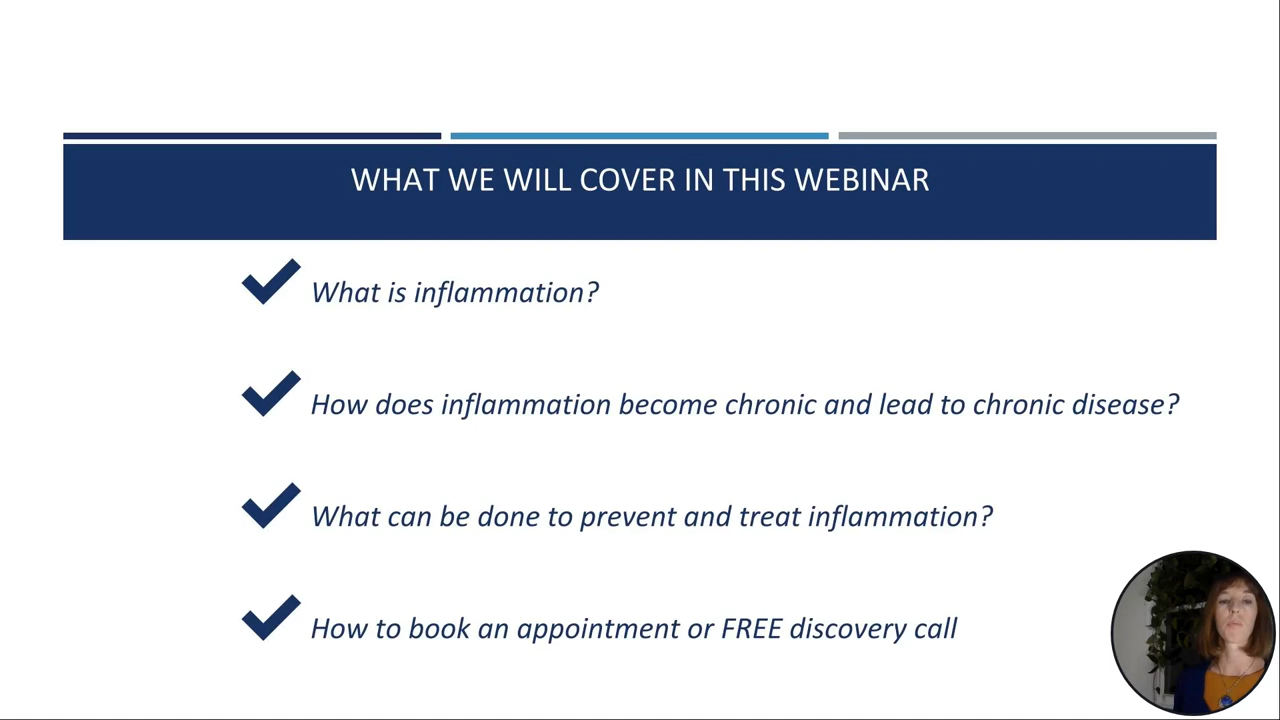 WHAT WE WILL COVER IN THIS WEBINAR
What is inflammation?
How does inflammation become chronic and lead to chronic disease?
What can be done to prevent and treat inflammation?
How to book an appointment or FREE discovery call